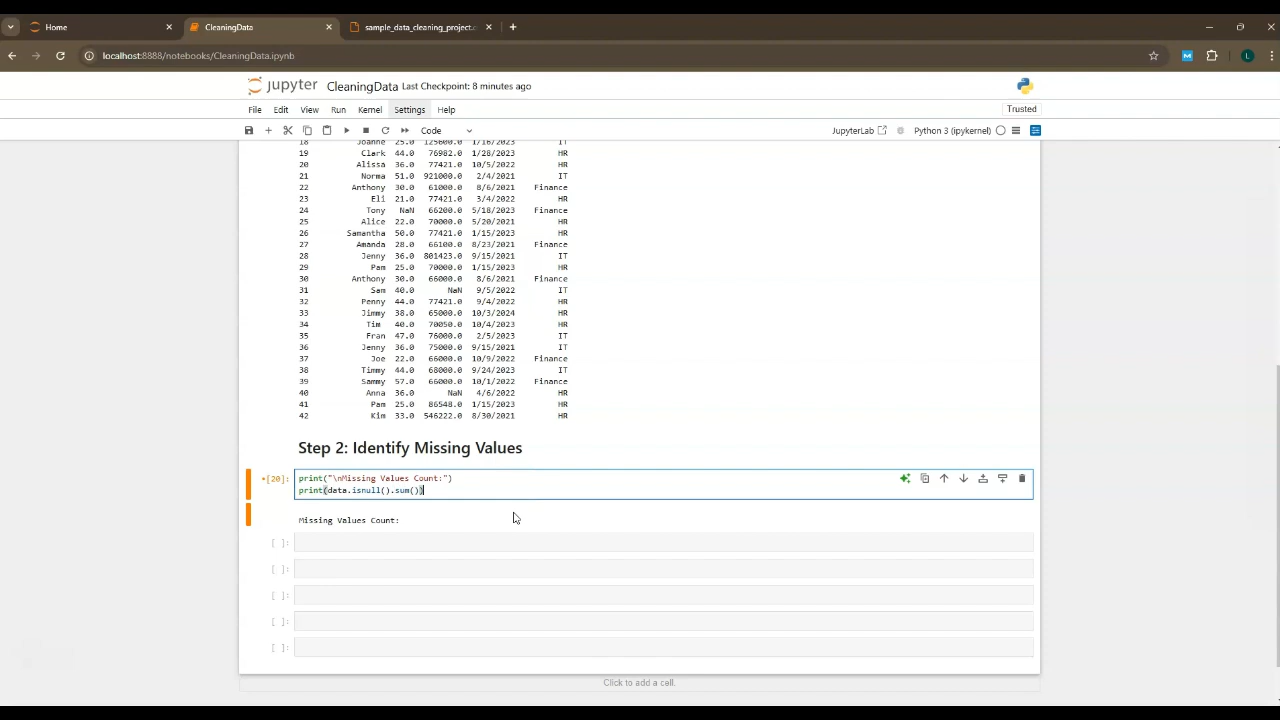 Home
CleaningData
sample_data_cleaning_project.
localhost:8888/notebooks/CleaningData.ipynb
M
L
jupyter CleaningData Last Checkpoint: 8 minutes ago
File Edit View Run Kernel Settings Help
Trusted
Code
JupyterLab
Python 3 (ipykernel)
18 Joanne 25.0 125600.0 1/16/2023 IT
19 Clark 44.0 76982.0 1/28/2023 HR
20 Alissa 36.0 77421.0 10/5/2022 HR
21 Norma 51.0 921000.0 2/4/2021 IT
22 Anthony 30.0 61000.0 8/6/2021 Finance
23 Eli 21.0 77421.0 3/4/2022 HR
24 Tony NaN 66200.0 5/18/2023 Finance
25 Alice 22.0 70000.0 5/20/2021 HR
26 Samantha 50.0 77421.0 1/15/2023 HR
27 Amanda 28.0 66100.0 8/23/2021 Finance
28 Jenny 36.0 801423.0 9/15/2021 IT
29 Pam 25.0 70000.0 1/15/2023 HR
30 Anthony 30.0 66000.0 8/6/2021 Finance
31 Sam 40.0 NaN 9/5/2022 IT
32 Penny 44.0 77421.0 9/4/2022 HR
33 Jimmy 38.0 65000.0 10/3/2024 HR
34 Tim 40.0 70050.0 10/4/2023 HR
35 Fran 47.0 76000.0 2/5/2023 IT
36 Jenny 36.0 75000.0 9/15/2021 IT
37 Joe 22.0 66000.0 10/9/2022 Finance
38 Timmy 44.0 68000.0 9/24/2023 IT
39 Sammy 57.0 66000.0 10/1/2022 Finance
40 Anna 36.0 NaN 4/6/2022 HR
41 Pam 25.0 86548.0 1/15/2023 HR
42 Kim 33.0 546222.0 8/30/2021 HR
Step 2: Identify Missing Values
•[20]: print("\nMissing Values Count:")
print(data.isnull().sum())
Missing Values Count:
[ ]:
[ ]:
[ ]:
[ ]:
[ ]:
Click to add a cell.